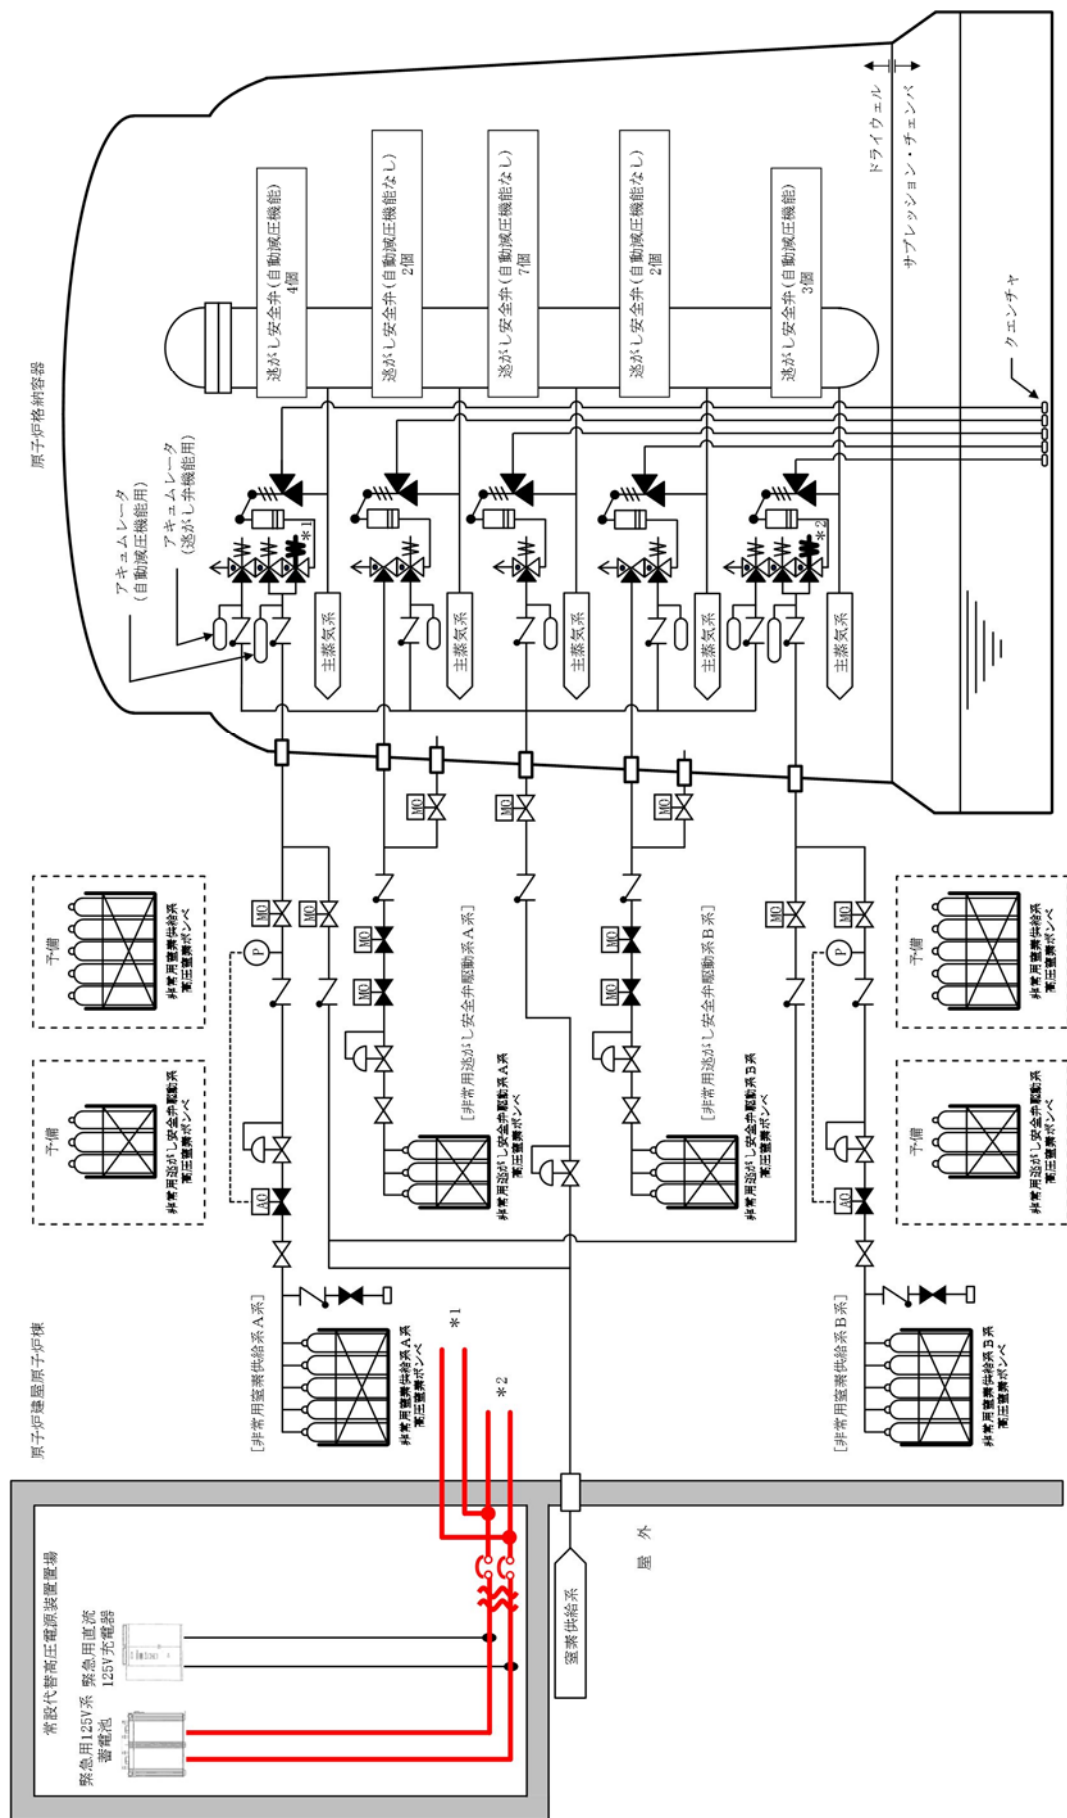 原子炉格納容器
アキュムレータ
(自動減圧機能用)
アキュムレータ
(逃がし弁機能用)
逃がし安全弁(自動減圧機能)
4個
逃がし安全弁(自動減圧機能なし)
2個
逃がし安全弁(自動減圧機能なし)
7個
逃がし安全弁(自動減圧機能なし)
2個
逃がし安全弁(自動減圧機能)
3個
ドライウェル
サプレッション・チェンバ
クエンチャ
*1
*2
主蒸気系
主蒸気系
主蒸気系
主蒸気系
主蒸気系
予備
非常用窒素供給系
高圧窒素ボンベ
予備
非常用逃がし安全弁駆動系
高圧窒素ボンベ
MO
MO
MO
MO
MO
MO
MO
MO
MO
MO
MO
P
P
AO
AO
[非常用逃がし安全弁駆動系A系]
非常用逃がし安全弁駆動系A系
高圧窒素ボンベ
[非常用逃がし安全弁駆動系B系]
非常用逃がし安全弁駆動系B系
高圧窒素ボンベ
予備
非常用窒素供給系
高圧窒素ボンベ
予備
非常用逃がし安全弁駆動系
高圧窒素ボンベ
原子炉建屋原子炉棟
[非常用窒素供給系A系]
非常用窒素供給系A系
高圧窒素ボンベ
*1
*2
[非常用窒素供給系B系]
非常用窒素供給系B系
高圧窒素ボンベ
常設代替高圧電源装置置場
緊急用125V系
蓄電池
緊急用直流
125V充電器
窒素供給系
屋外